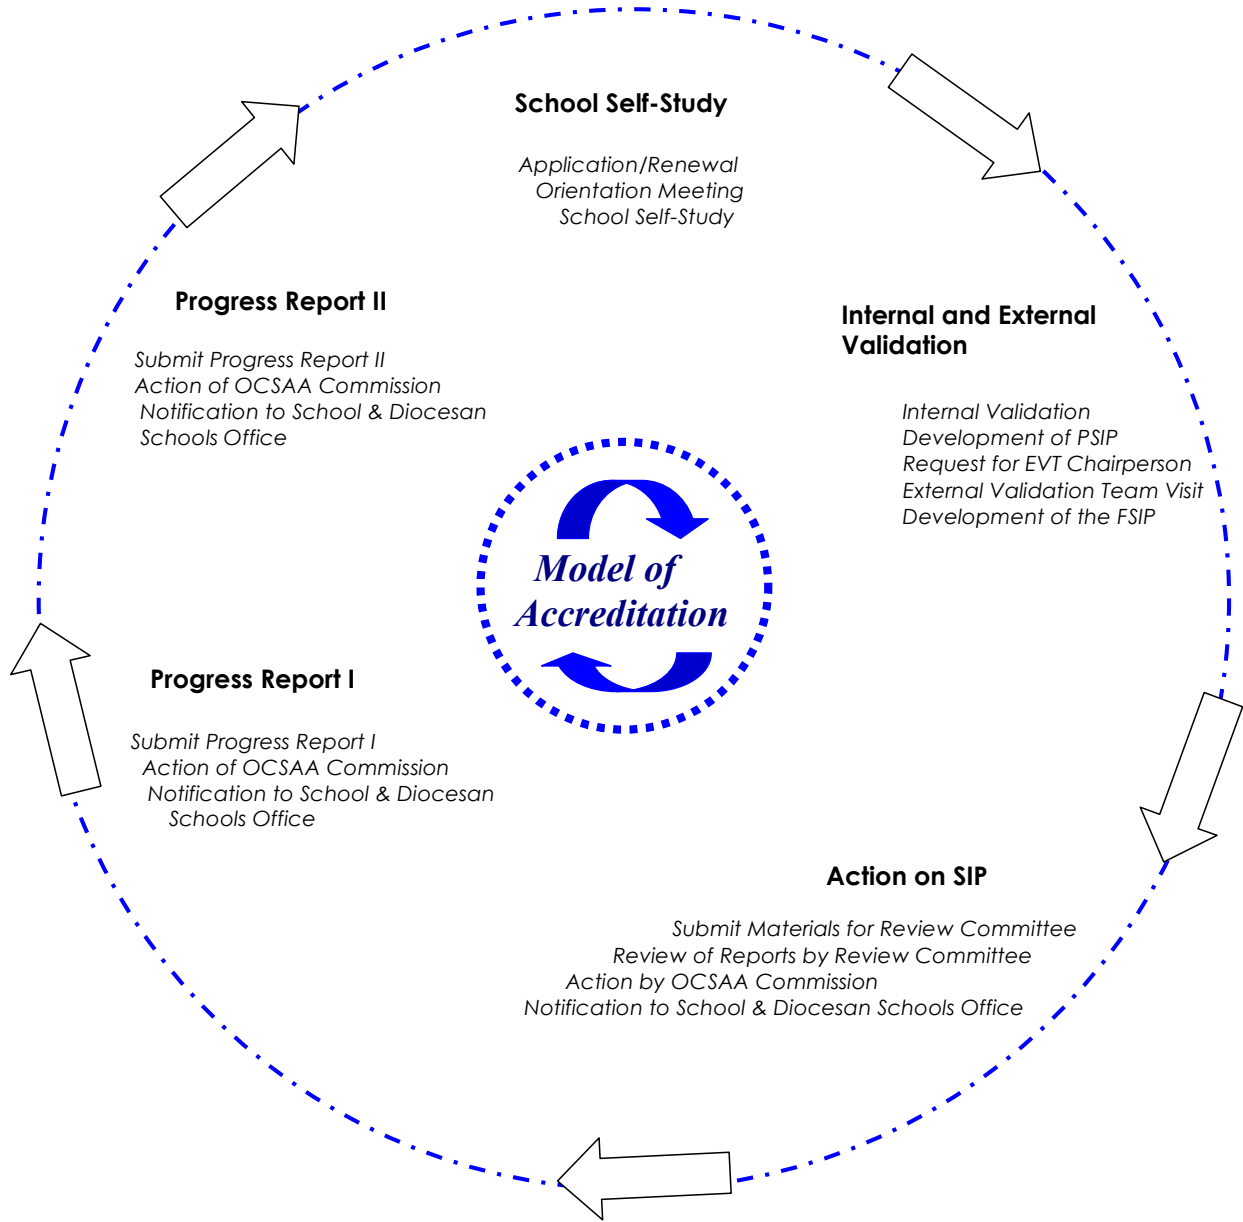 School Self-Study
Application/Renewal
Orientation Meeting
School Self-Study
Internal and External
Validation
Internal Validation
Development of PSIP
Request for EVT Chairperson
External Validation Team Visit
Development of the FSIP
Action on SIP
Submit Materials for Review Committee
Review of Reports by Review Committee
Action by OCSAA Commission
Notification to School & Diocesan Schools Office
Progress Report I
Submit Progress Report I
Action of OCSAA Commission
Notification to School & Diocesan
Schools Office
Progress Report II
Submit Progress Report II
Action of OCSAA Commission
Notification to School & Diocesan
Schools Office
Model of
Accreditation